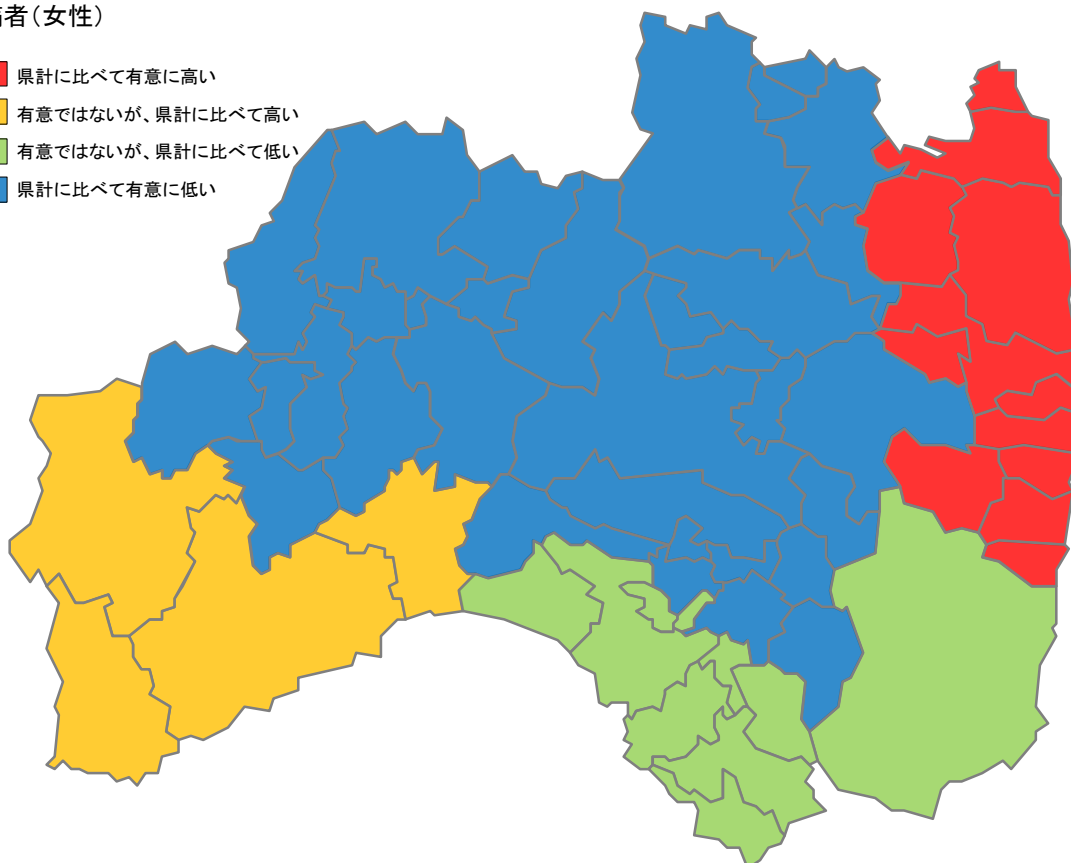 者(女性)
県計に比べて有意に高い
有意ではないが、県計に比べて高い
有意ではないが、県計に比べて低い
県計に比べて有意に低い